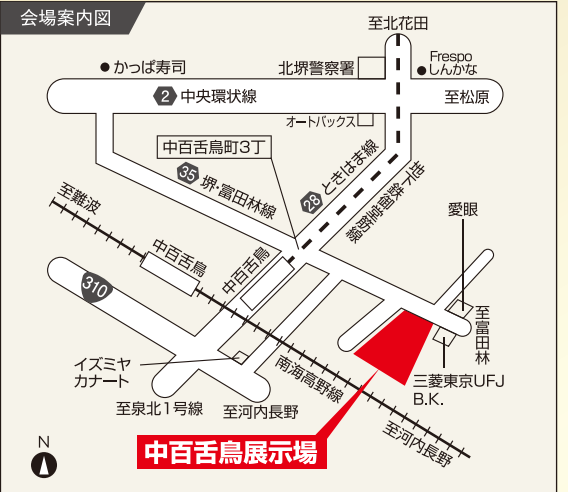 会場案内図
至北花田
かっぱ寿司
北堺警察署
Frespo
しんかな
2
中央環状線
至松原
オートバックス
中百舌鳥町3丁
35
堺・富田林線
28
ときはま線
地下鉄御堂筋線
至難波
中百舌鳥
中百舌鳥
愛眼
310
至富田林
イズミヤ
カナート
南海高野線
三菱東京UFJ
B.K.
至泉北1号線
至河内長野
至河内長野
中百舌鳥展示場
N